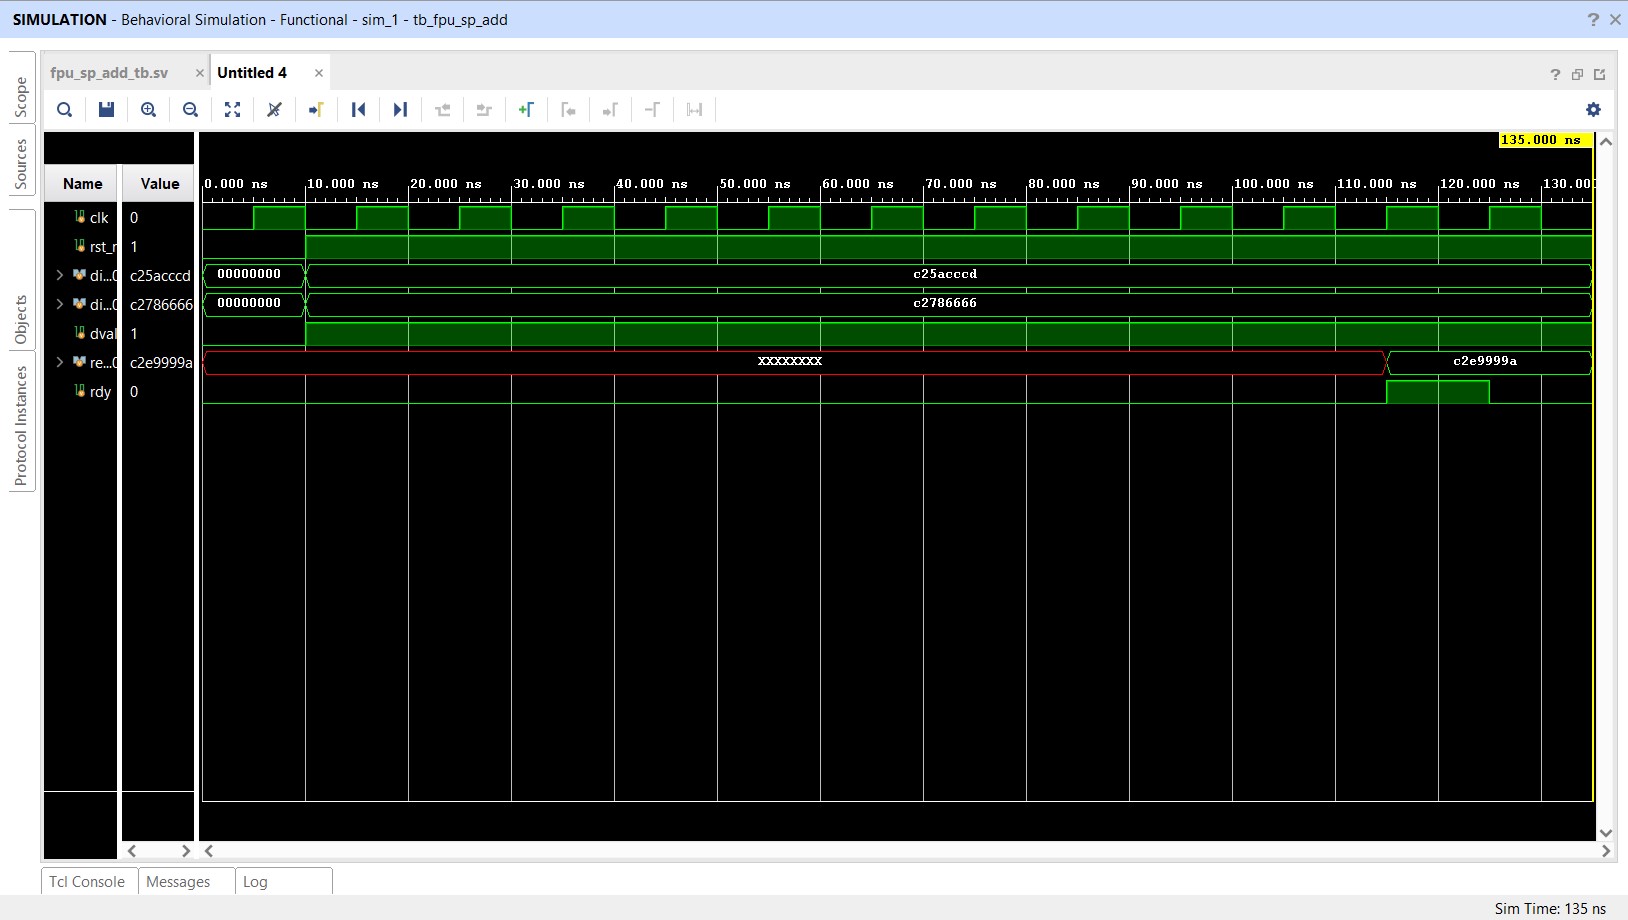 SIMULATION - Behavioral Simulation - Functional - sim_1 - tb_fpu_sp_add
fpu_sp_add_tb.sv
Untitled 4
Scope
Sources
Objects
Protocol Instances
135.000 ns
Name Value
0.000 ns 10.000 ns 20.000 ns 30.000 ns 40.000 ns 50.000 ns 60.000 ns 70.000 ns 80.000 ns 90.000 ns 100.000 ns 110.000 ns 120.000 ns 130.00
clk 0
rst_r 1
di...0 c25acccd 00000000 c25acccd
di...0 c2786666 00000000 c2786666
dval 1
re...0 c2e9999a XXXXXXXX c2e9999a
rdy 0
Tcl Console Messages Log
Sim Time: 135 ns